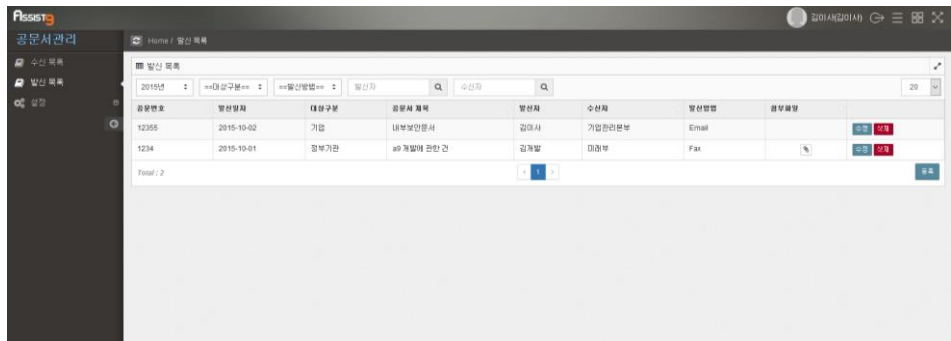 Assist9
김이사(김이사)
공문서관리
Home / 발신 목록
수신 목록
발신 목록
설정
발신 목록
2015년 ==대상구분== ==발신방법== 발신자 수신자 20
공문번호 발신일자 대상구분 공문서 제목 발신자 수신자 발신방법 첨부파일
12355 2015-10-02 기업 내부보안문서 김이사 기업관리본부 Email 수정 삭제
1234 2015-10-01 정부기관 a9 개발에 관한 건 김개발 미래부 Fax 수정 삭제
Total : 2 1 등록